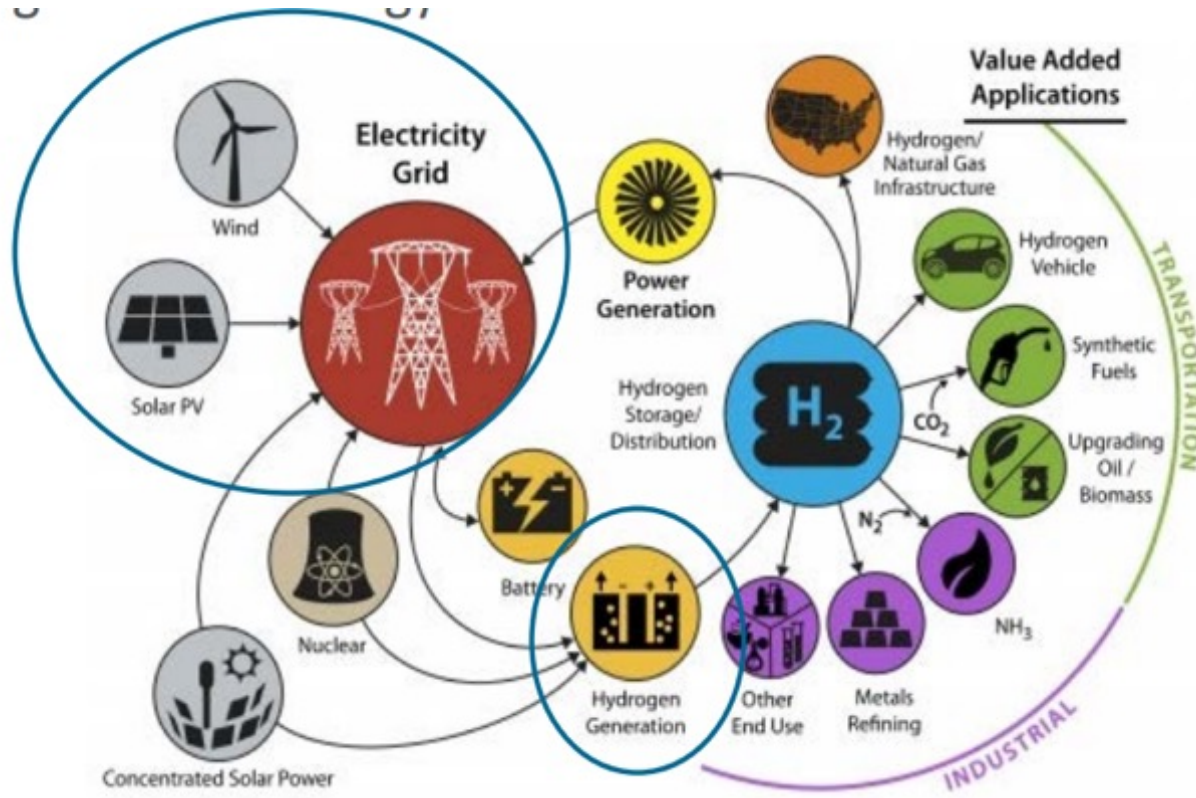 Value Added
Applications
Electricity
Grid
Wind
Solar PV
Power
Generation
Hydrogen/
Natural Gas
Infrastructure
Hydrogen
Vehicle
Synthetic
Fuels
CO2
Upgrading
Oil /
Biomass
TRANSPORTATION
Hydrogen
Storage/
Distribution
H2
N2
NH3
Battery
Nuclear
Concentrated Solar Power
Hydrogen
Generation
Other
End Use
Metals
Refining
INDUSTRIAL